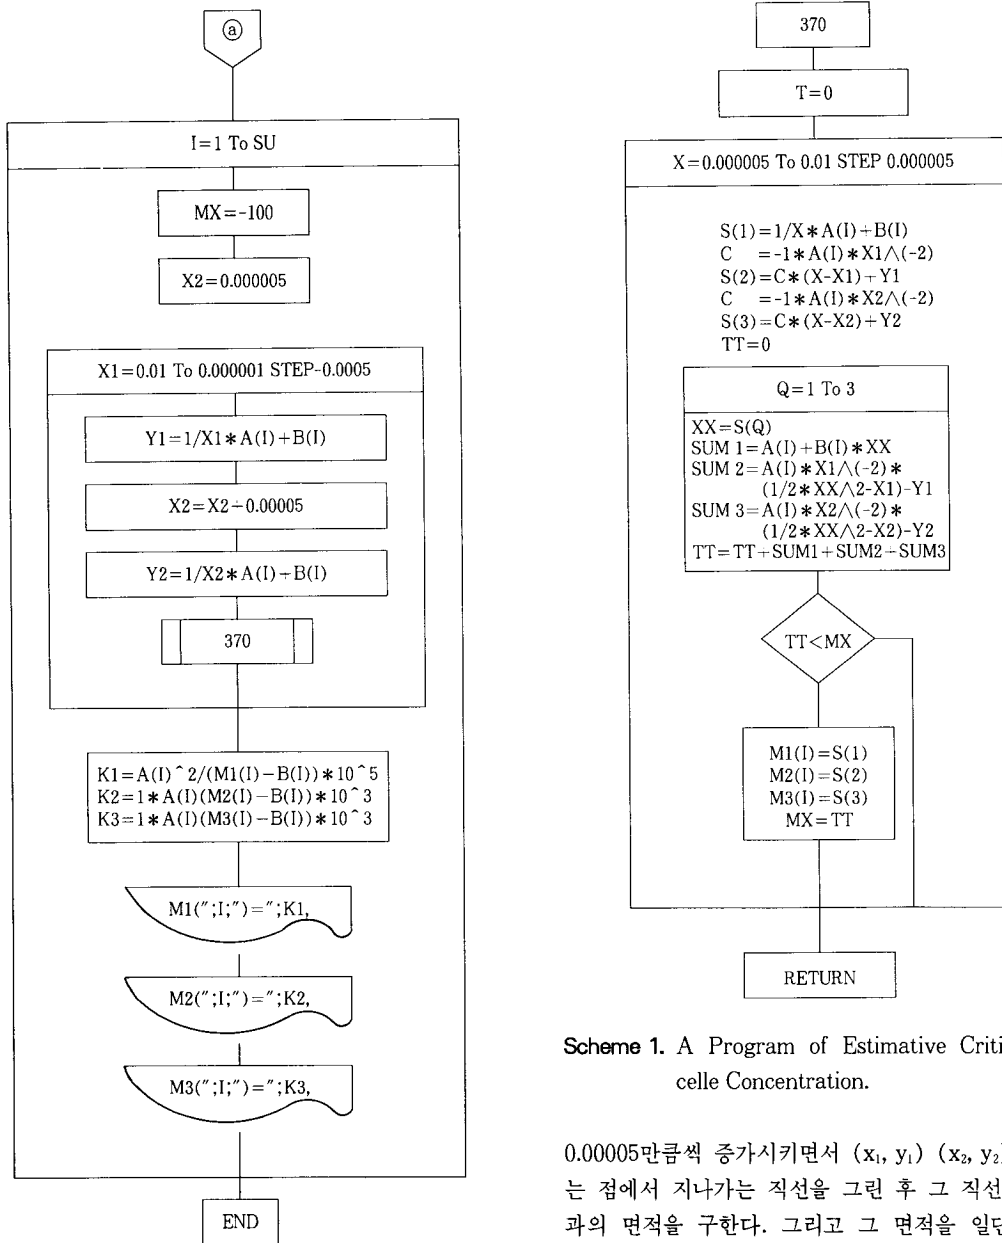 ⓐ
I=1 To SU
MX=-100
X2=0.000005
X1=0.01 To 0.000001 STEP-0.0005
Y1=1/X1*A(I)+B(I)
X2=X2+0.00005
Y2=1/X2*A(I)+B(I)
370
K1=A(I)^2/(M1(I)-B(I))*10^5
K2=1*A(I)(M2(I)-B(I))*10^3
K3=1*A(I)(M3(I)-B(I))*10^3
M1(";I;")=";K1,
M2(";I;")=";K2,
M3(";I;")=";K3,
END
370
T=0
X=0.000005 To 0.01 STEP 0.000005
S(1)=1/X*A(I)+B(I)
C =-1*A(I)*X1∧(-2)
S(2)=C*(X-X1)+Y1
C =-1*A(I)*X2∧(-2)
S(3)=C*(X-X2)+Y2
TT=0
Q=1 To 3
XX=S(Q)
SUM 1=A(I)+B(I)*XX
SUM 2=A(I)*X1∧(-2)*
(1/2*XX∧2-X1)-Y1
SUM 3=A(I)*X2∧(-2)*
(1/2*XX∧2-X2)-Y2
TT=TT+SUM1+SUM2-SUM3
TT<MX
M1(I)=S(1)
M2(I)=S(2)
M3(I)=S(3)
MX=TT
RETURN
Scheme 1. A Program of Estimative Criti
celle Concentration.
0.00005만큼씩 증가시키면서 (x₁, y₁) (x₂, y₂)
는 점에서 지나가는 직선을 그린 후 그 직선
과의 면적을 구한다. 그리고 그 면적을 일단